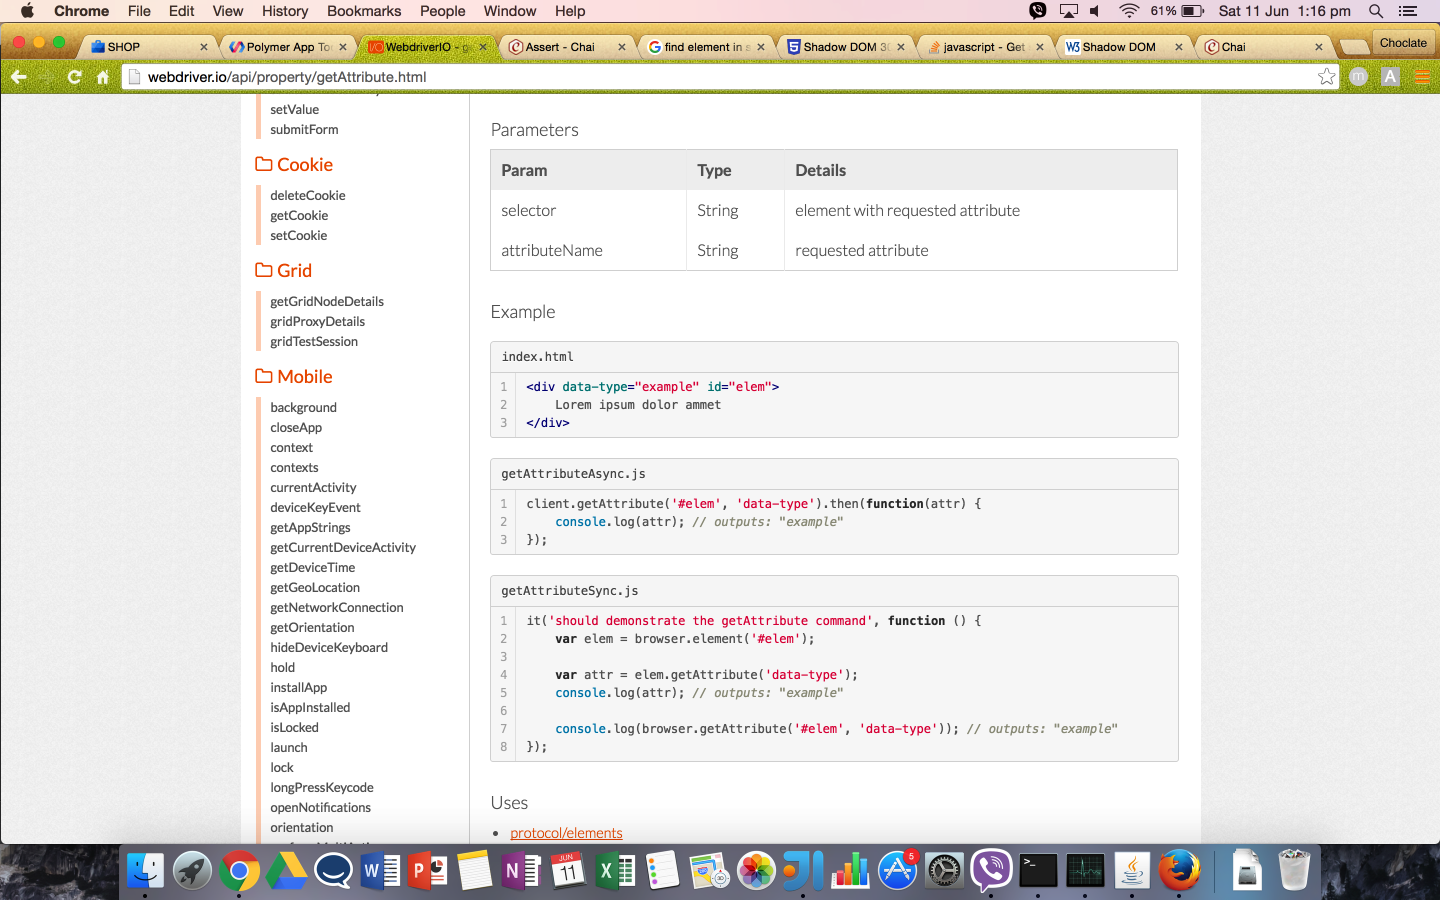 Chrome File Edit View History Bookmarks People Window Help 61% Sat 11 Jun 1:16 pm
SHOP Polymer App To WebdriverIO - g Assert - Chai find element in s Shadow DOM 30 javascript - Get Shadow DOM Chai Choclate
webdriver.io/api/property/getAttribute.html
setValue
submitForm
Cookie
deleteCookie
getCookie
setCookie
Grid
getGridNodeDetails
gridProxyDetails
gridTestSession
Mobile
background
closeApp
context
contexts
currentActivity
deviceKeyEvent
getAppStrings
getCurrentDeviceActivity
getDeviceTime
getGeoLocation
getNetworkConnection
getOrientation
hideDeviceKeyboard
hold
installApp
isAppInstalled
isLocked
launch
lock
longPressKeycode
openNotifications
orientation
Parameters
Param Type Details
selector String element with requested attribute
attributeName String requested attribute
Example
index.html
1 <div data-type="example" id="elem">
2 Lorem ipsum dolor ammet
3 </div>
getAttributeAsync.js
1 client.getAttribute('#elem', 'data-type').then(function(attr) {
2 console.log(attr); // outputs: "example"
3 });
getAttributeSync.js
1 it('should demonstrate the getAttribute command', function () {
2 var elem = browser.element('#elem');
3
4 var attr = elem.getAttribute('data-type');
5 console.log(attr); // outputs: "example"
6
7 console.log(browser.getAttribute('#elem', 'data-type')); // outputs: "example"
8 });
Uses
protocol/elements
JUN
11
5